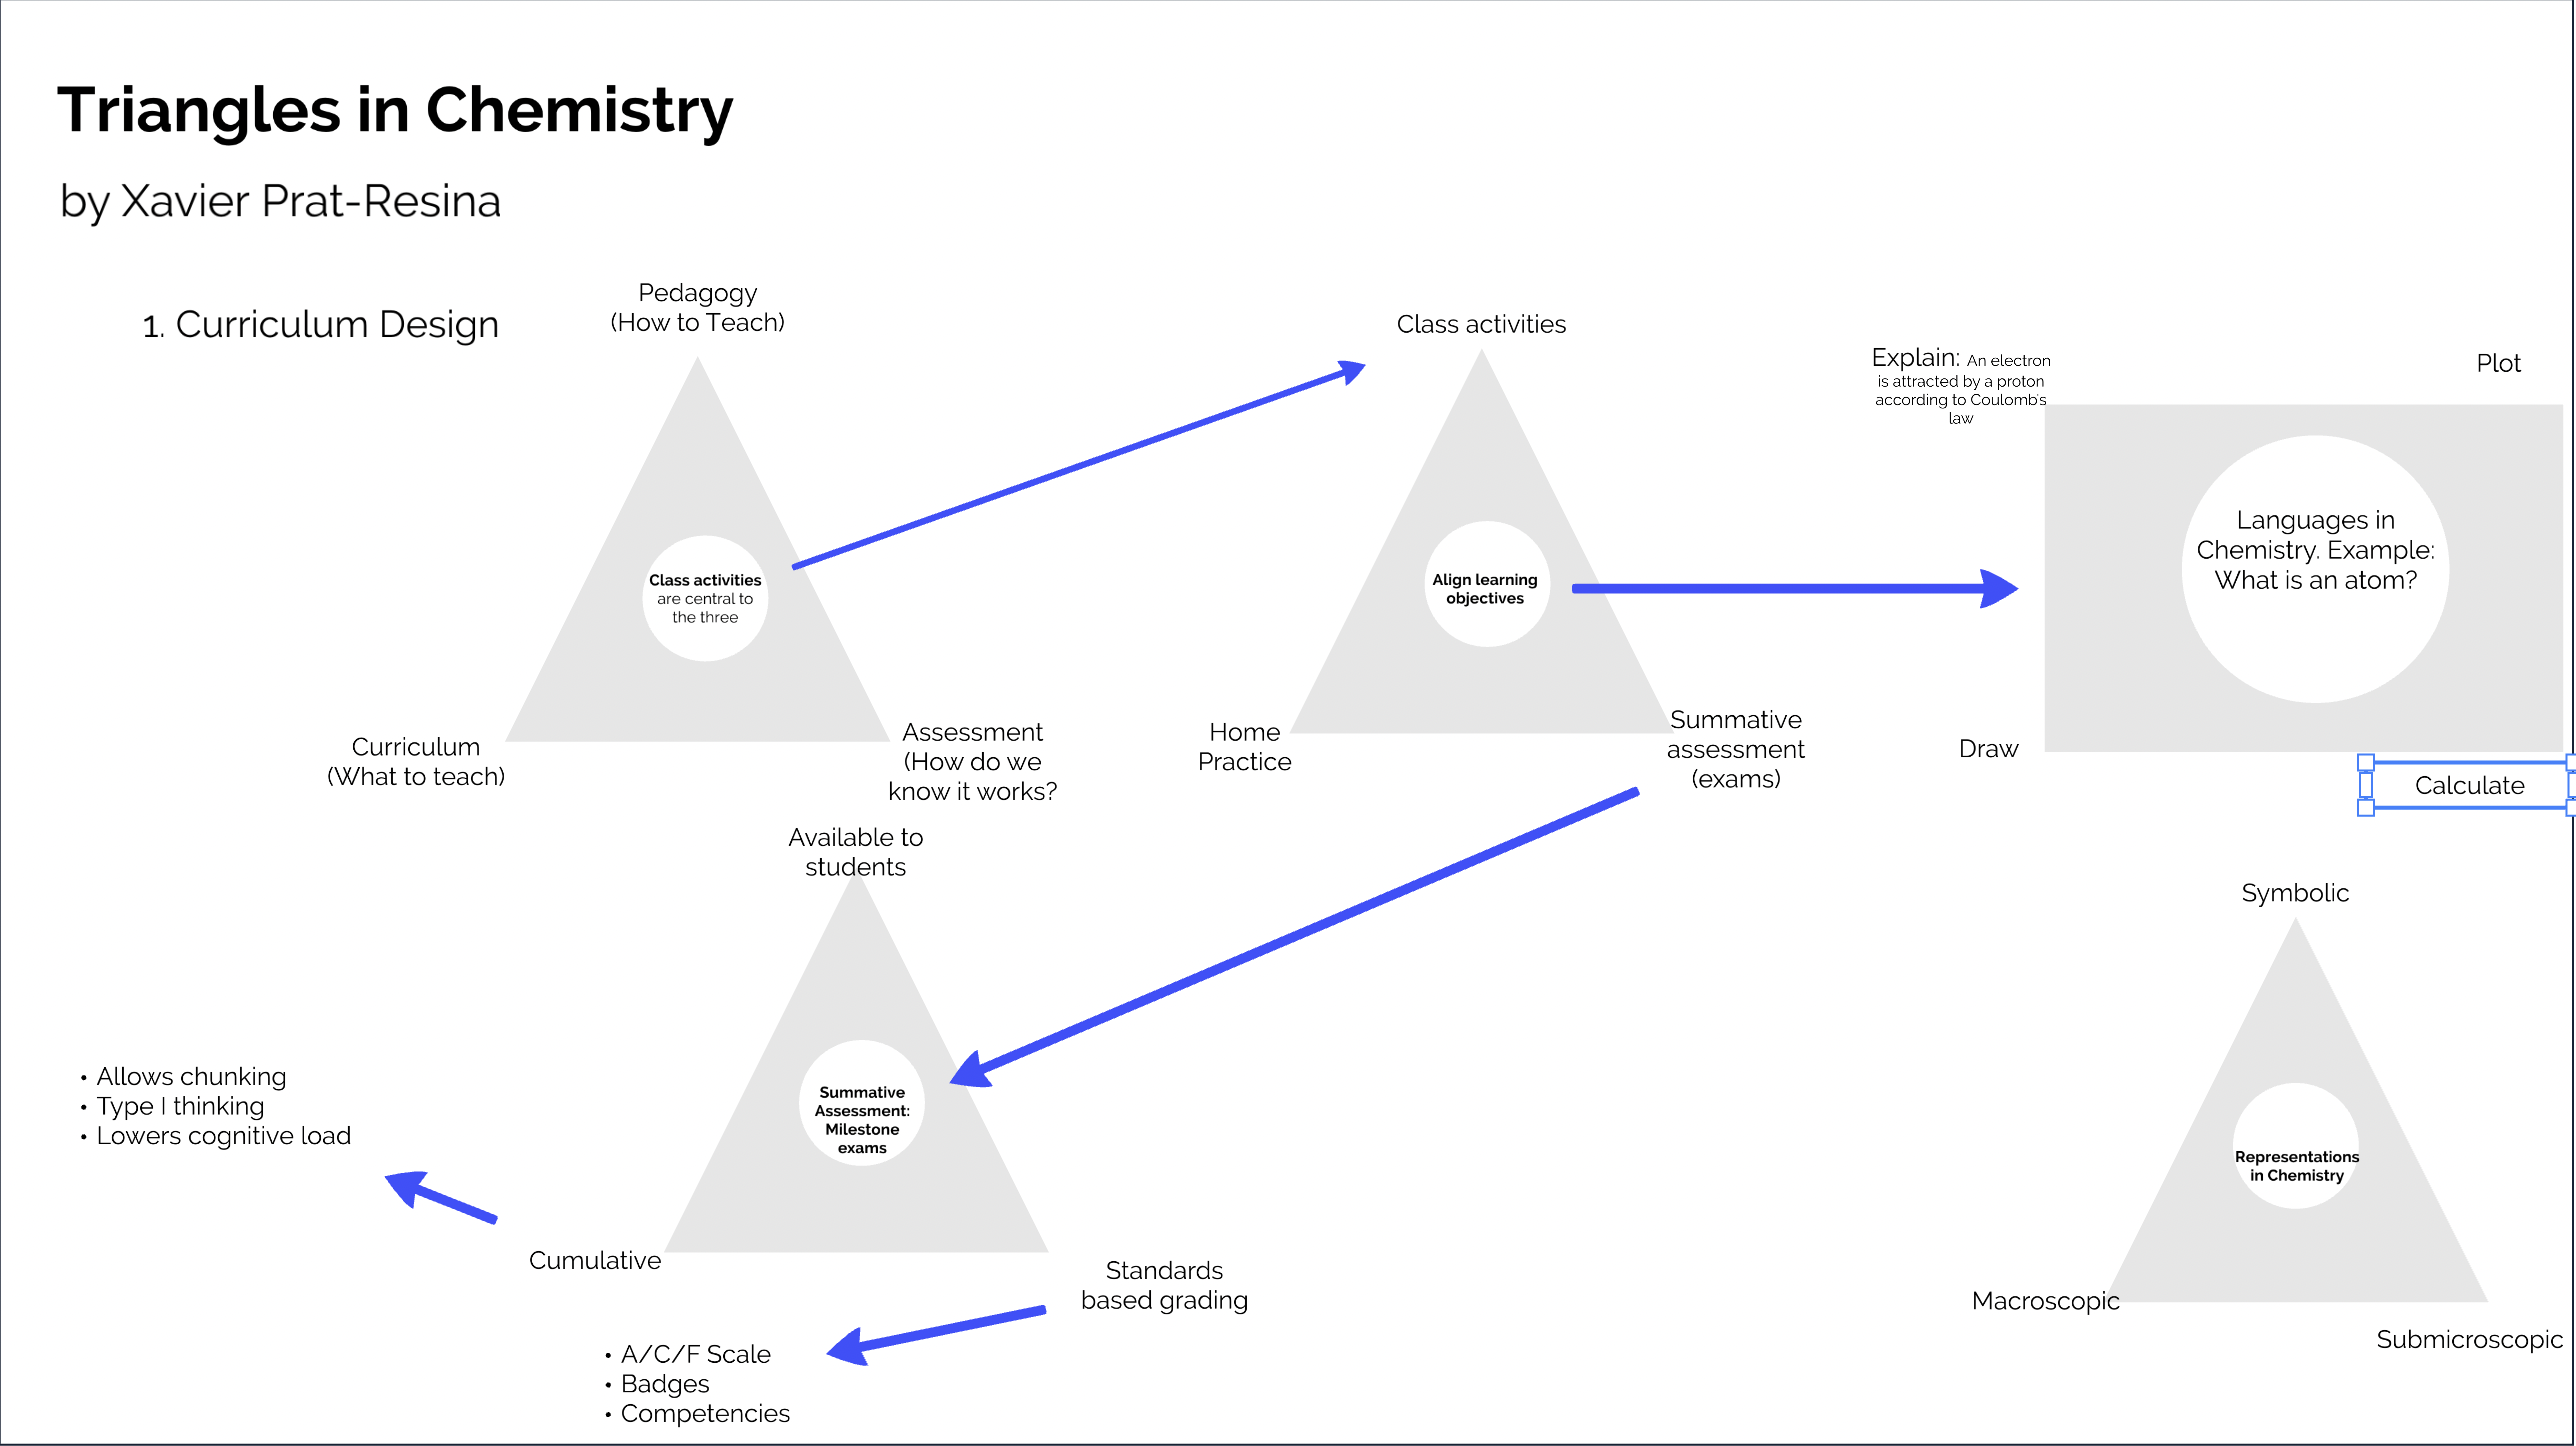 Triangles in Chemistry
by Xavier Prat-Resina
1. Curriculum Design
Pedagogy
(How to Teach)
Class activities
are central to
the three
Curriculum
(What to teach)
Assessment
(How do we
know it works?
Class activities
Align learning
objectives
Home
Practice
Summative
assessment
(exams)
Explain: An electron
is attracted by a proton
according to Coulomb's
law
Plot
Languages in
Chemistry. Example:
What is an atom?
Draw
Calculate
Available to
students
Summative
Assessment:
Milestone
exams
• Allows chunking
• Type I thinking
• Lowers cognitive load
Cumulative
Standards
based grading
• A/C/F Scale
• Badges
• Competencies
Symbolic
Representations
in Chemistry
Macroscopic
Submicroscopic